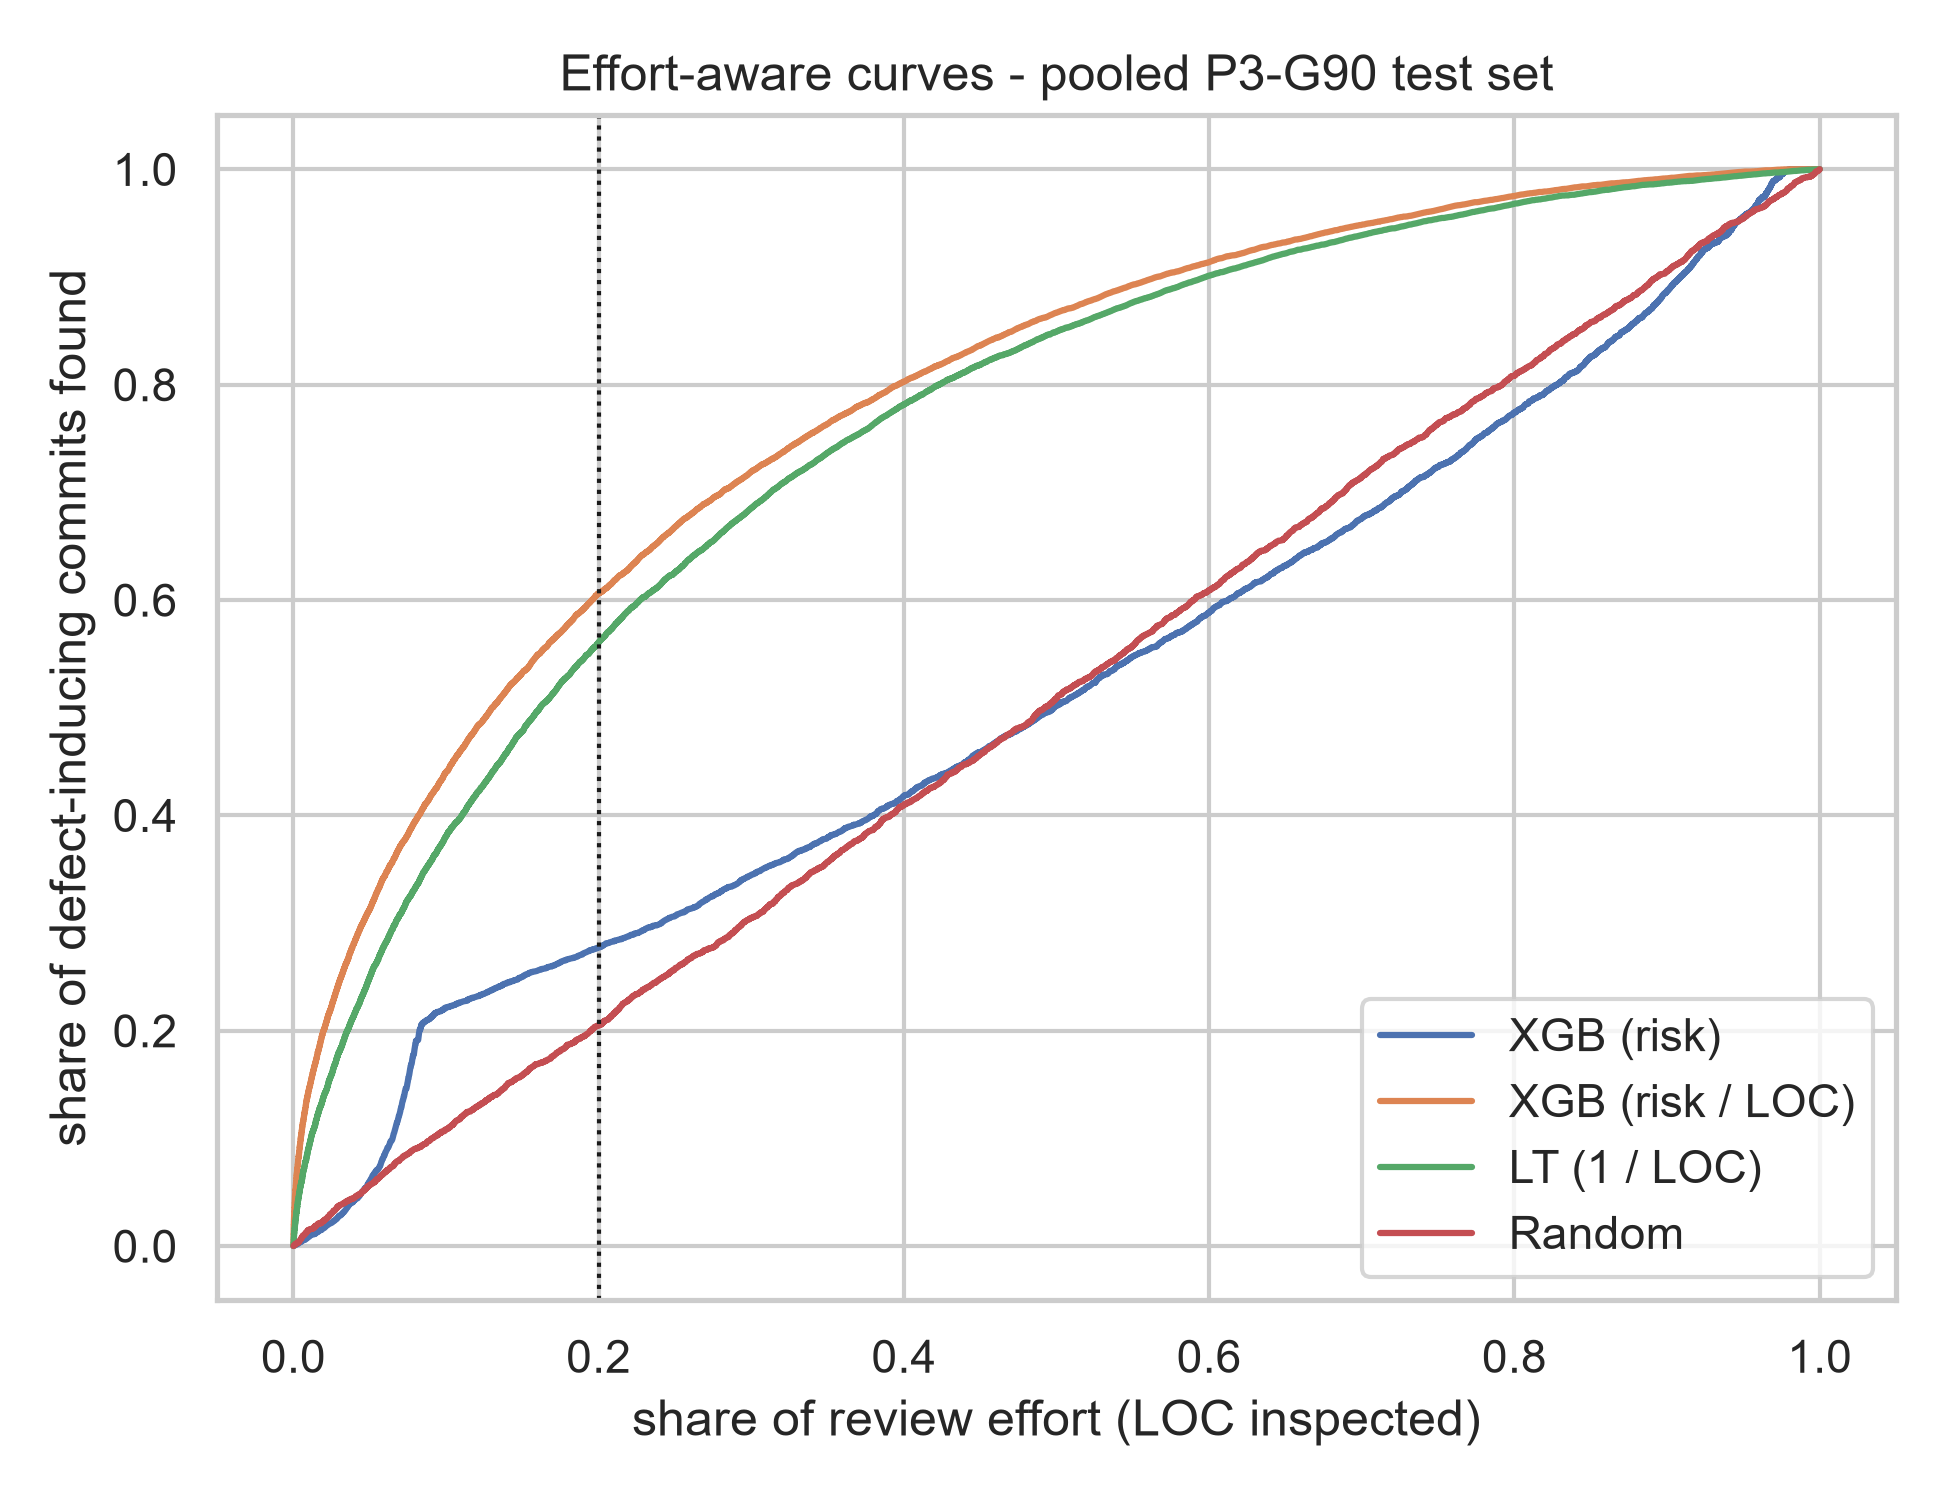 Effort-aware curves - pooled P3-G90 test set
share of defect-inducing commits found
1.0
0.8
0.6
0.4
0.2
0.0
XGB (risk)
XGB (risk / LOC)
LT (1 / LOC)
Random
0.0 0.2 0.4 0.6 0.8 1.0
share of review effort (LOC inspected)